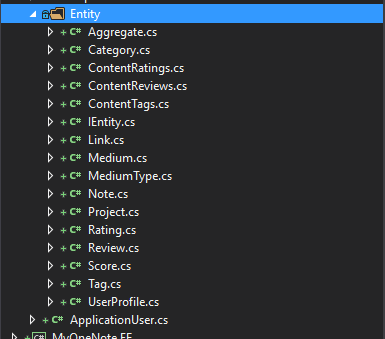 Entity
C# Aggregate.cs
C# Category.cs
C# ContentRatings.cs
C# ContentReviews.cs
C# ContentTags.cs
C# IEntity.cs
C# Link.cs
C# Medium.cs
C# MediumType.cs
C# Note.cs
C# Project.cs
C# Rating.cs
C# Review.cs
C# Score.cs
C# Tag.cs
C# UserProfile.cs
C# ApplicationUser.cs
C# MyOneNote.EF